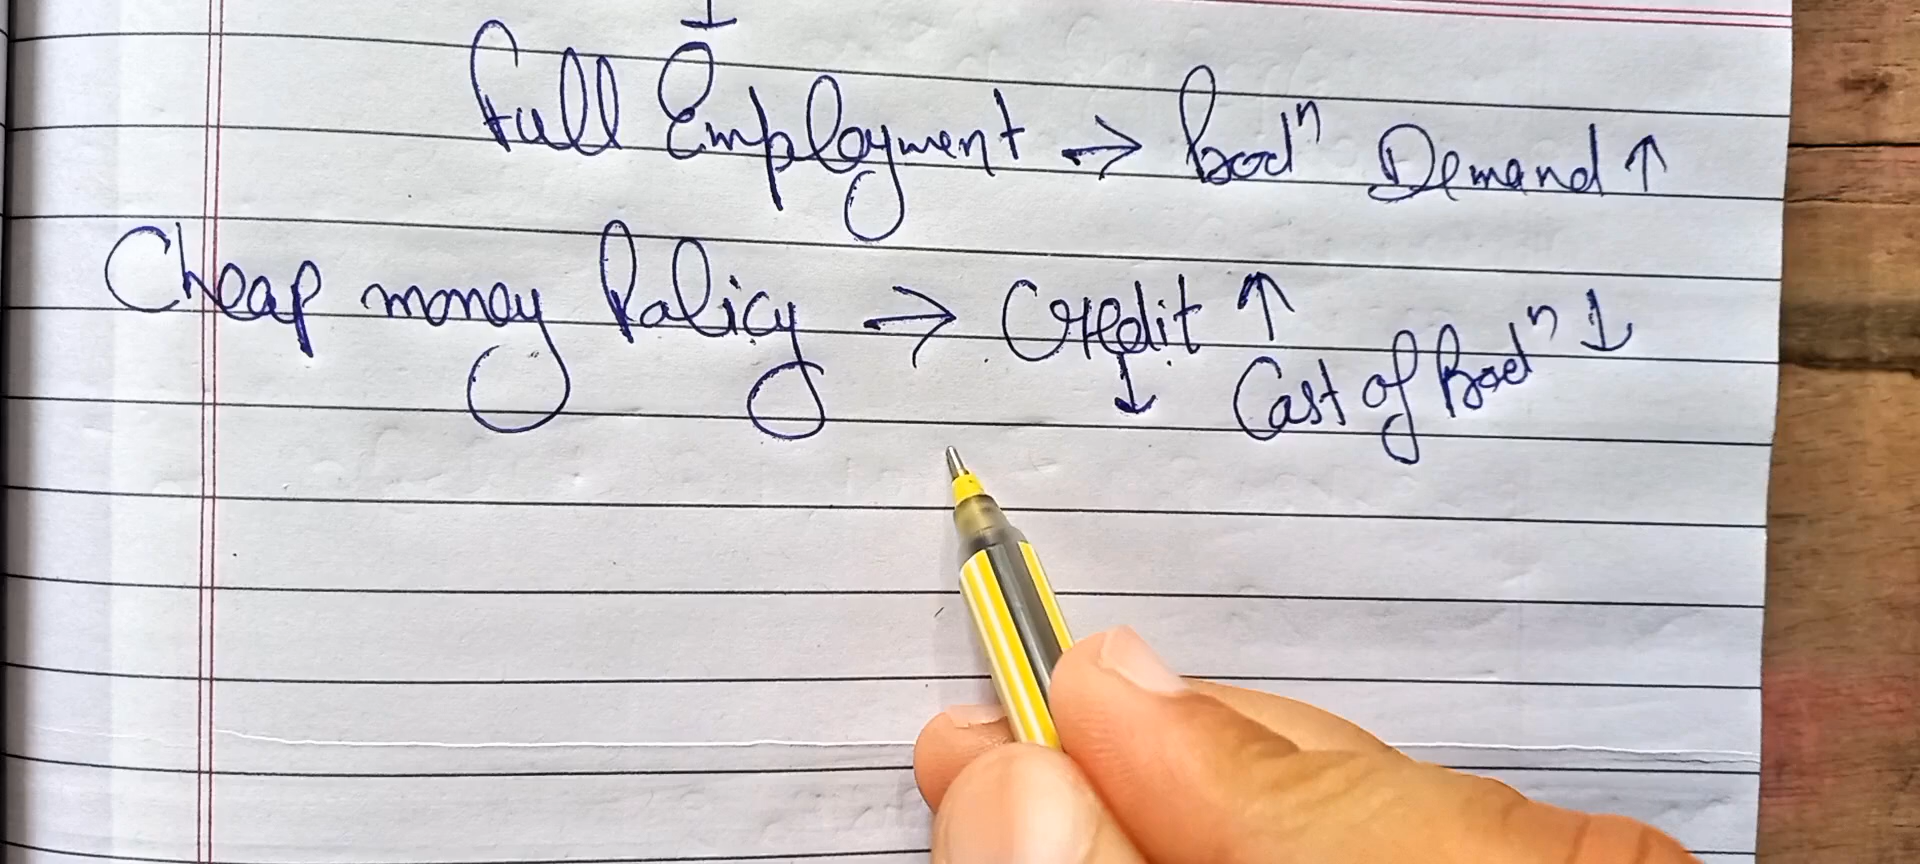 ↓
Full Employment → Prodⁿ Demand ↑
Cheap money Policy → Credit ↑
↓ Cost of Prodⁿ ↓